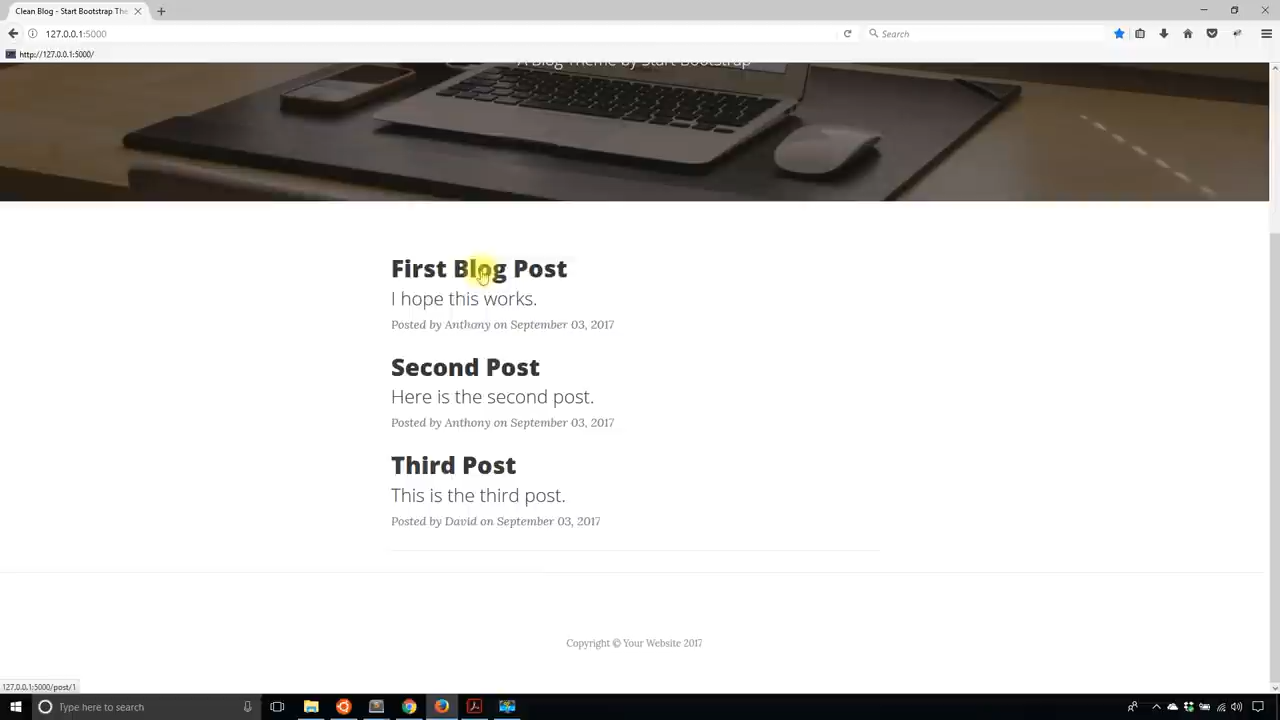 Clean Blog - Start Bootstrap The
127.0.0.1:5000
Search
http://127.0.0.1:5000/
A Blog Theme by Start Bootstrap
First Blog Post
I hope this works.
Posted by Anthony on September 03, 2017
Second Post
Here is the second post.
Posted by Anthony on September 03, 2017
Third Post
This is the third post.
Posted by David on September 03, 2017
Copyright © Your Website 2017
127.0.0.1:5000/post/1
Type here to search